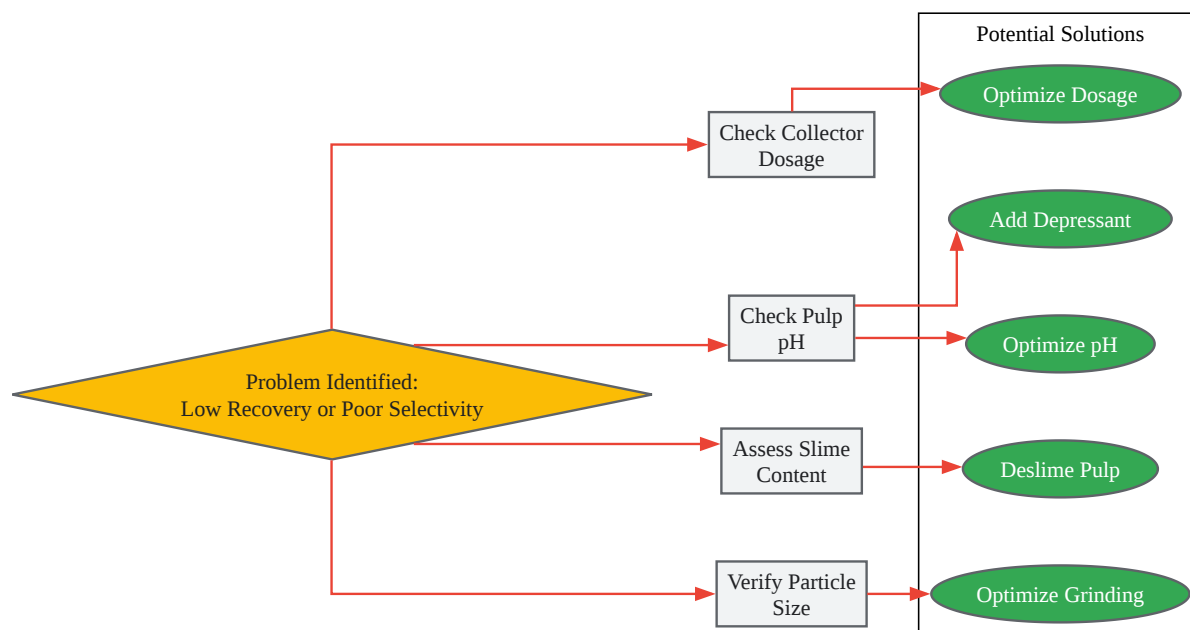 Potential Solutions
Optimize Dosage
Check Collector
Dosage
Add Depressant
Check Pulp
pH
Optimize pH
Problem Identified:
Low Recovery or Poor Selectivity
Assess Slime
Content
Deslime Pulp
Verify Particle
Size
Optimize Grinding